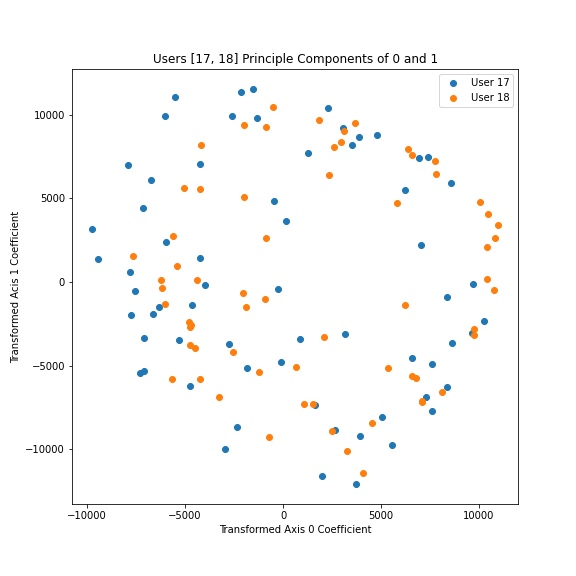 Users [17, 18] Principle Components of 0 and 1
User 17
User 18
Transformed Acis 1 Coefficient
10000
5000
0
−5000
−10000
−10000 −5000 0 5000 10000
Transformed Axis 0 Coefficient